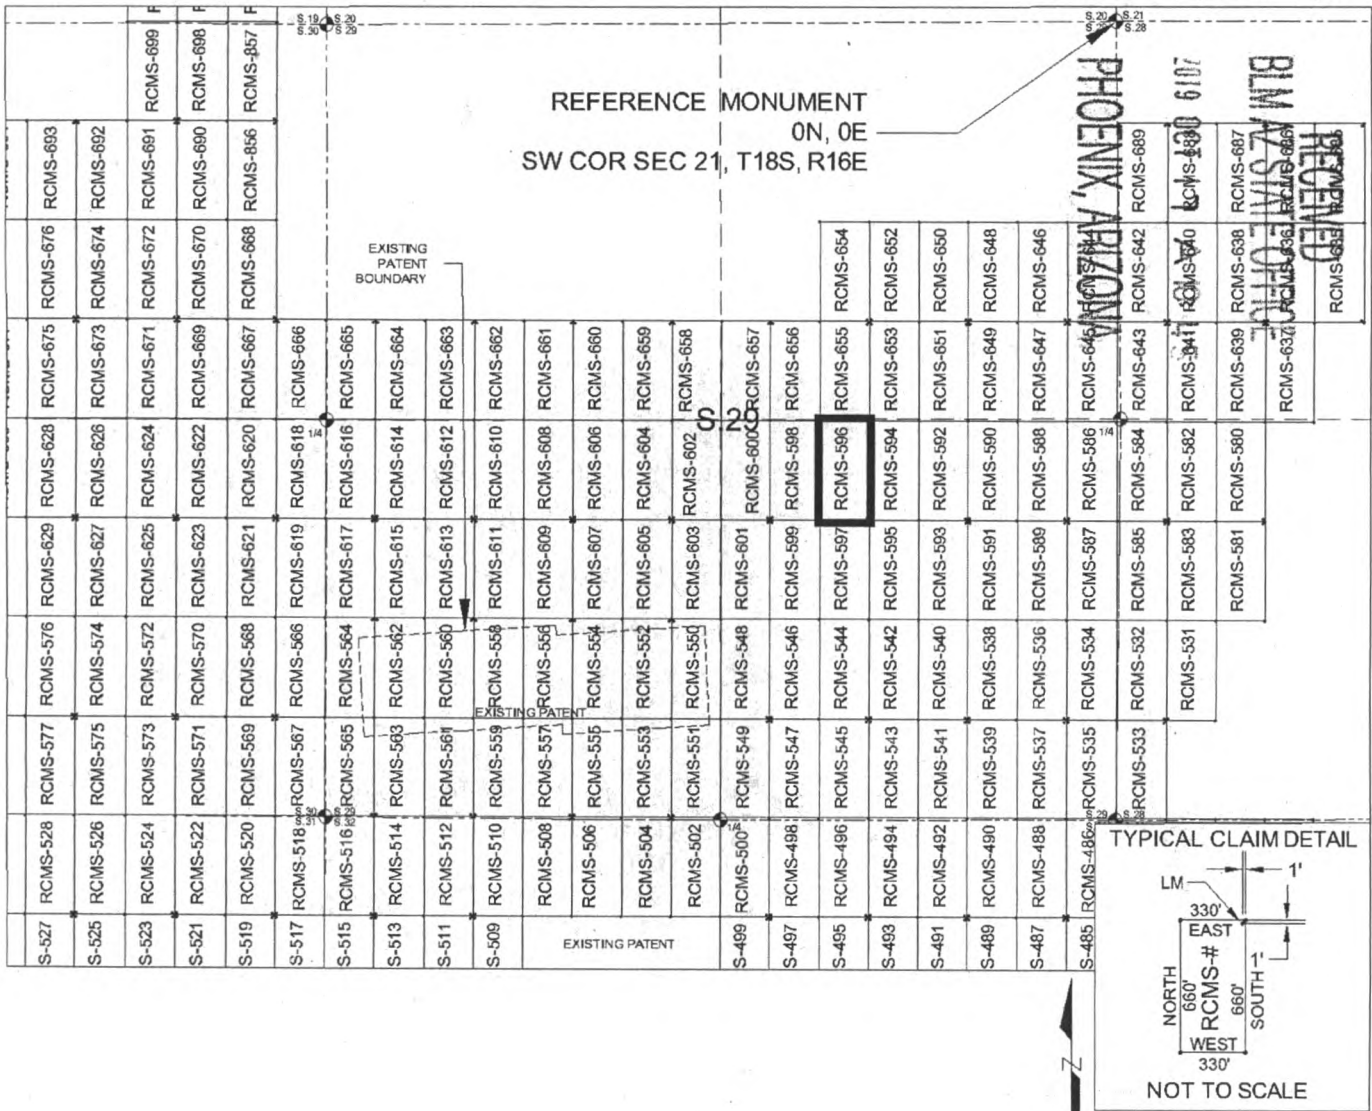 S.19 S.20
S.30 S.29
S.20 S.21
S.28
REFERENCE MONUMENT
0N, 0E
SW COR SEC 21, T18S, R16E
RECEIVED
BLM AZ STATE OFFICE
2019 OCT
PHOENIX, ARIZONA
EXISTING
PATENT
BOUNDARY
RCMS-699 RCMS-698 RCMS-857
RCMS-693 RCMS-692 RCMS-691 RCMS-690 RCMS-856 RCMS-689 RCMS-688 RCMS-687
RCMS-676 RCMS-674 RCMS-672 RCMS-670 RCMS-668 RCMS-654 RCMS-652 RCMS-650 RCMS-648 RCMS-646 RCMS-642 RCMS-640 RCMS-638 RCMS-636
RCMS-675 RCMS-673 RCMS-671 RCMS-669 RCMS-667 RCMS-666 RCMS-665 RCMS-664 RCMS-663 RCMS-662 RCMS-661 RCMS-660 RCMS-659 RCMS-658 RCMS-657 RCMS-656 RCMS-655 RCMS-653 RCMS-651 RCMS-649 RCMS-647 RCMS-645 RCMS-643 RCMS-641 RCMS-639 RCMS-637
S.29
1/4 1/4
RCMS-628 RCMS-626 RCMS-624 RCMS-622 RCMS-620 RCMS-618 RCMS-616 RCMS-614 RCMS-612 RCMS-610 RCMS-608 RCMS-606 RCMS-604 RCMS-602 RCMS-600 RCMS-598 RCMS-596 RCMS-594 RCMS-592 RCMS-590 RCMS-588 RCMS-586 RCMS-584 RCMS-582 RCMS-580
RCMS-629 RCMS-627 RCMS-625 RCMS-623 RCMS-621 RCMS-619 RCMS-617 RCMS-615 RCMS-613 RCMS-611 RCMS-609 RCMS-607 RCMS-605 RCMS-603 RCMS-601 RCMS-599 RCMS-597 RCMS-595 RCMS-593 RCMS-591 RCMS-589 RCMS-587 RCMS-585 RCMS-583 RCMS-581
RCMS-576 RCMS-574 RCMS-572 RCMS-570 RCMS-568 RCMS-566 RCMS-564 RCMS-562 RCMS-560 RCMS-558 RCMS-556 RCMS-554 RCMS-552 RCMS-550 RCMS-548 RCMS-546 RCMS-544 RCMS-542 RCMS-540 RCMS-538 RCMS-536 RCMS-534 RCMS-532 RCMS-531
EXISTING PATENT
RCMS-577 RCMS-575 RCMS-573 RCMS-571 RCMS-569 RCMS-567 RCMS-565 RCMS-563 RCMS-561 RCMS-559 RCMS-557 RCMS-555 RCMS-553 RCMS-551 RCMS-549 RCMS-547 RCMS-545 RCMS-543 RCMS-541 RCMS-539 RCMS-537 RCMS-535 RCMS-533
1/4
S.29 S.28
RCMS-528 RCMS-526 RCMS-524 RCMS-522 RCMS-520 RCMS-518 RCMS-516 RCMS-514 RCMS-512 RCMS-510 RCMS-508 RCMS-506 RCMS-504 RCMS-502 RCMS-500 RCMS-498 RCMS-496 RCMS-494 RCMS-492 RCMS-490 RCMS-488 RCMS-486
S-527 S-525 S-523 S-521 S-519 S-517 S-515 S-513 S-511 S-509 EXISTING PATENT S-499 S-497 S-495 S-493 S-491 S-489 S-487 S-485
TYPICAL CLAIM DETAIL
1'
LM
330'
EAST
NORTH
660'
RCMS-#
660'
SOUTH
1'
WEST
330'
NOT TO SCALE
Z